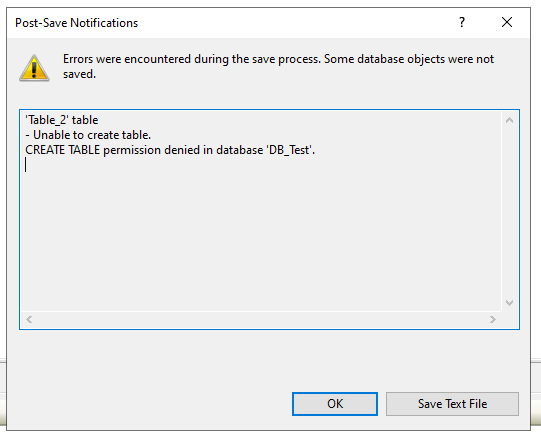 Post-Save Notifications
?
Errors were encountered during the save process. Some database objects were not
saved.
'Table_2' table
- Unable to create table.
CREATE TABLE permission denied in database 'DB_Test'.
OK
Save Text File